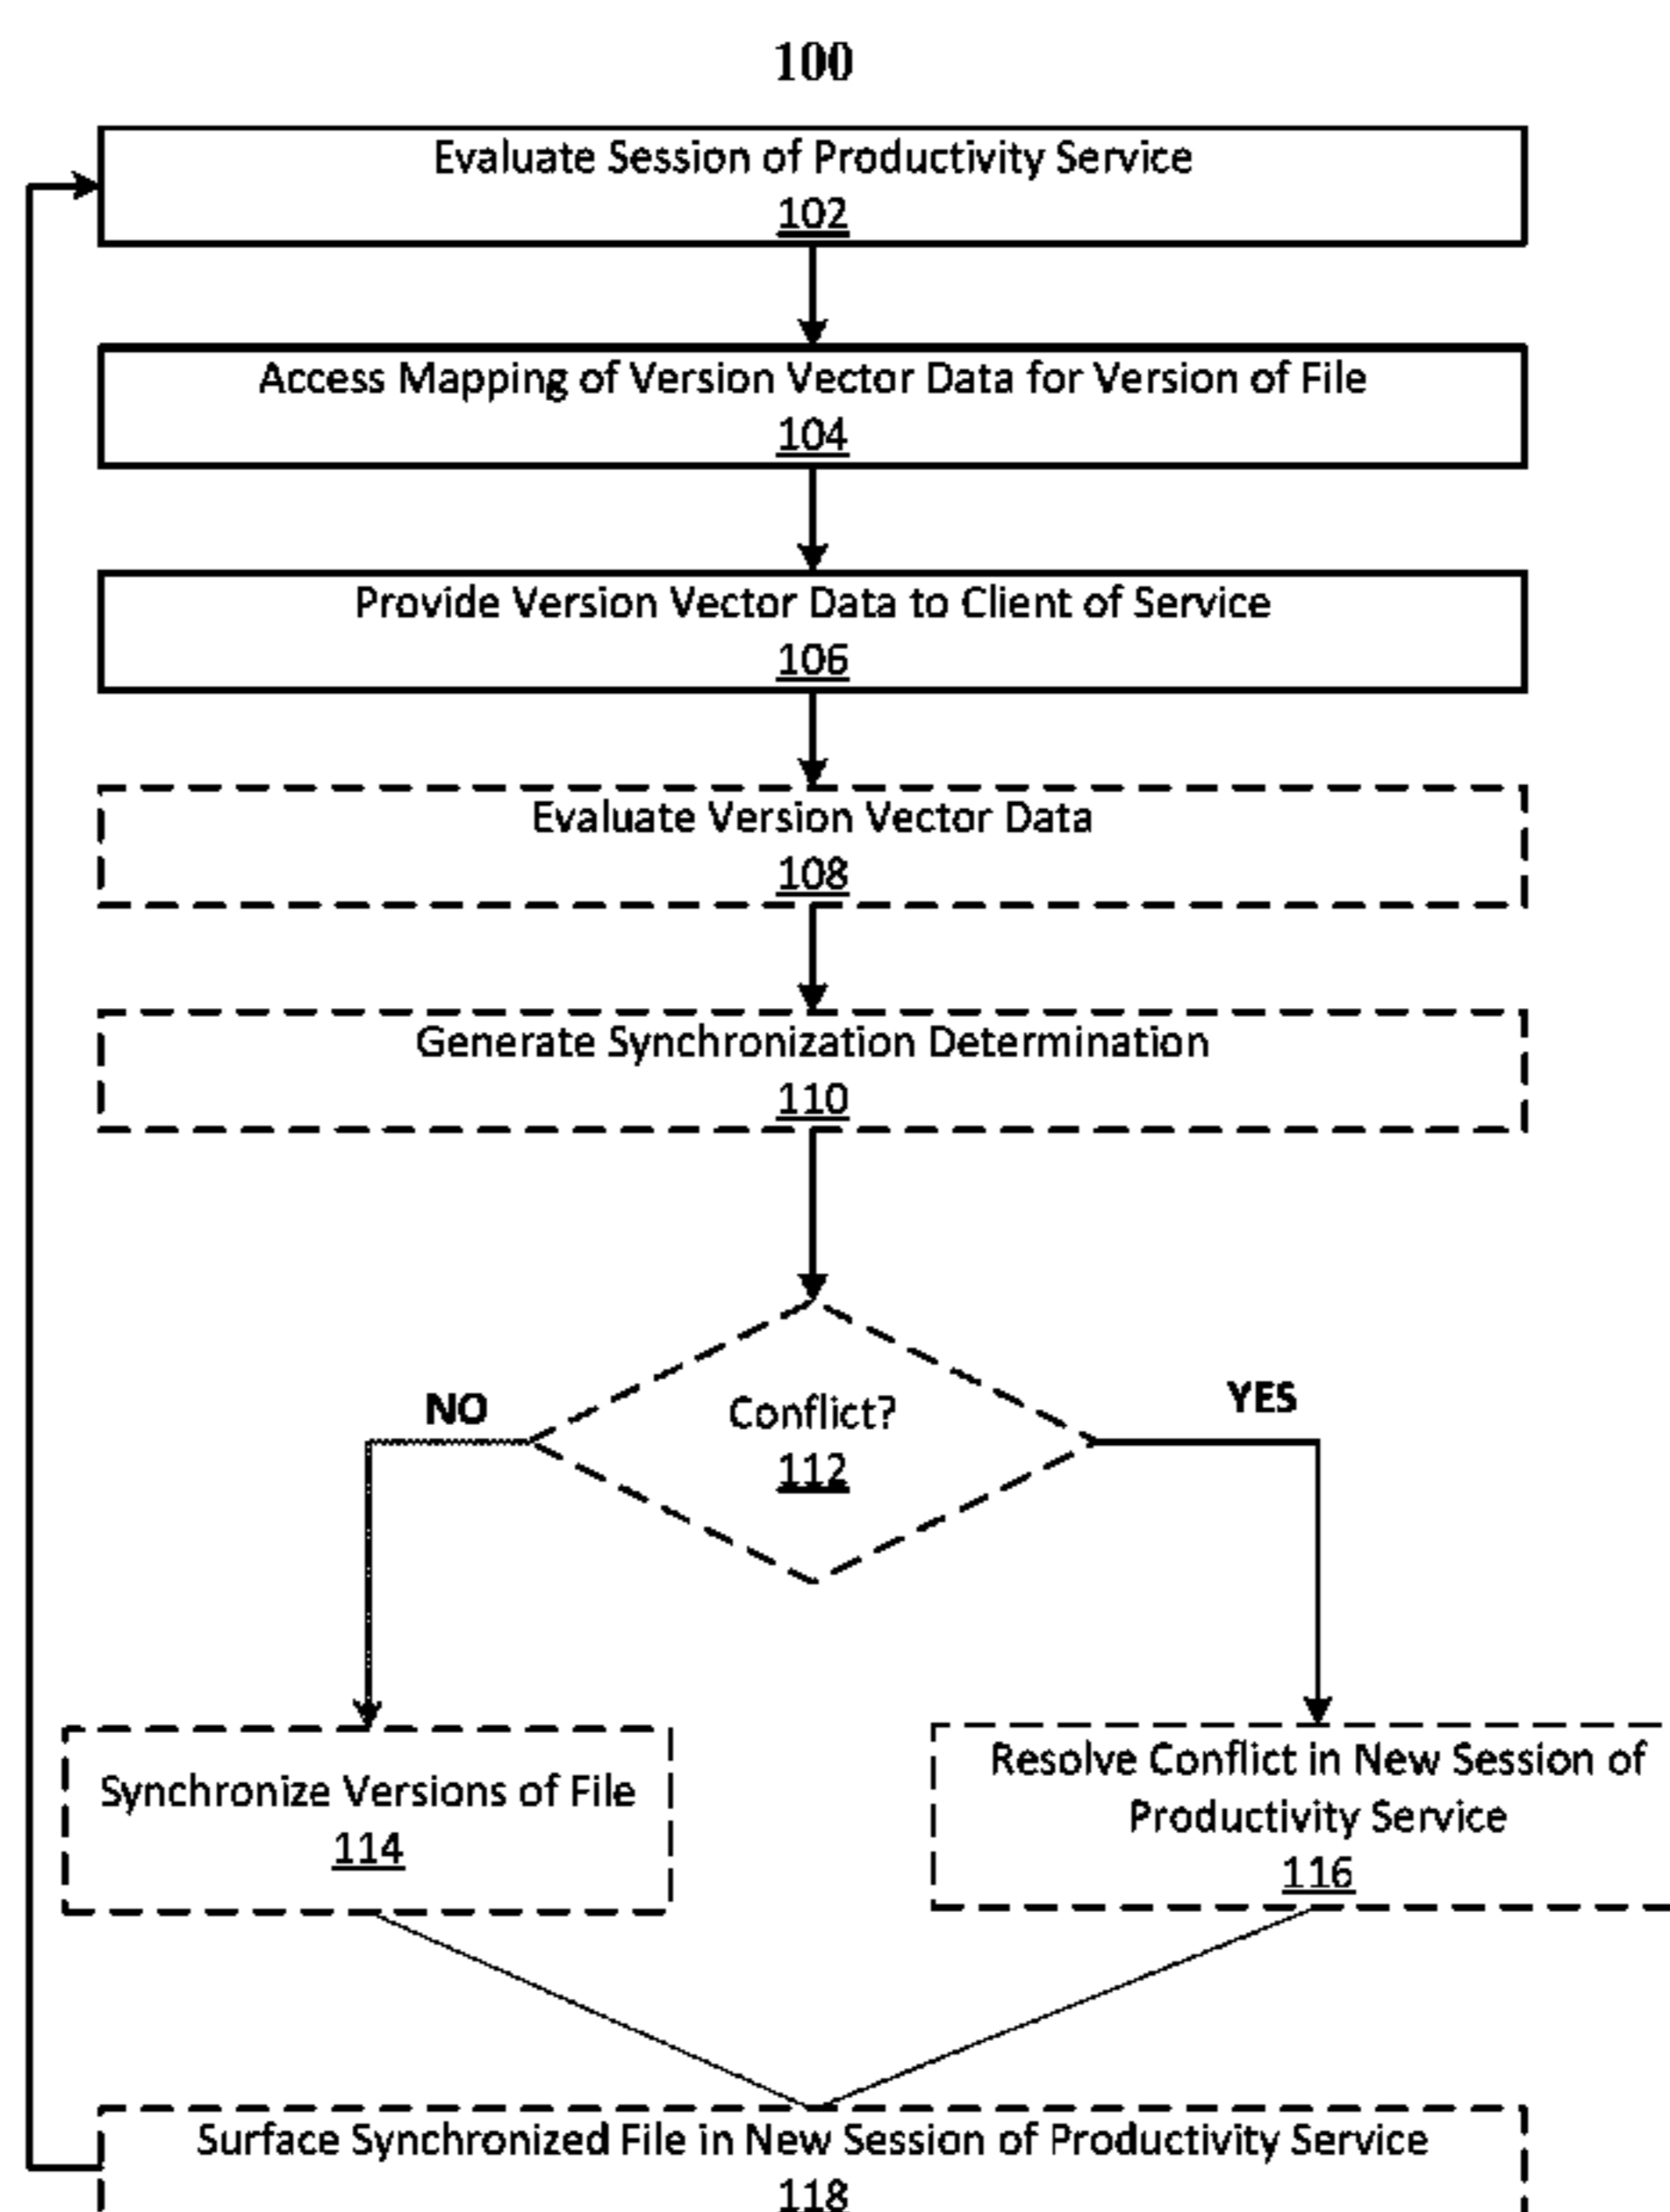 100
Evaluate Session of Productivity Service
102
Access Mapping of Version Vector Data for Version of File
104
Provide Version Vector Data to Client of Service
106
Evaluate Version Vector Data
108
Generate Synchronization Determination
110
Conflict?
112
NO
YES
Synchronize Versions of File
114
Resolve Conflict in New Session of
Productivity Service
116
Surface Synchronized File in New Session of Productivity Service
118